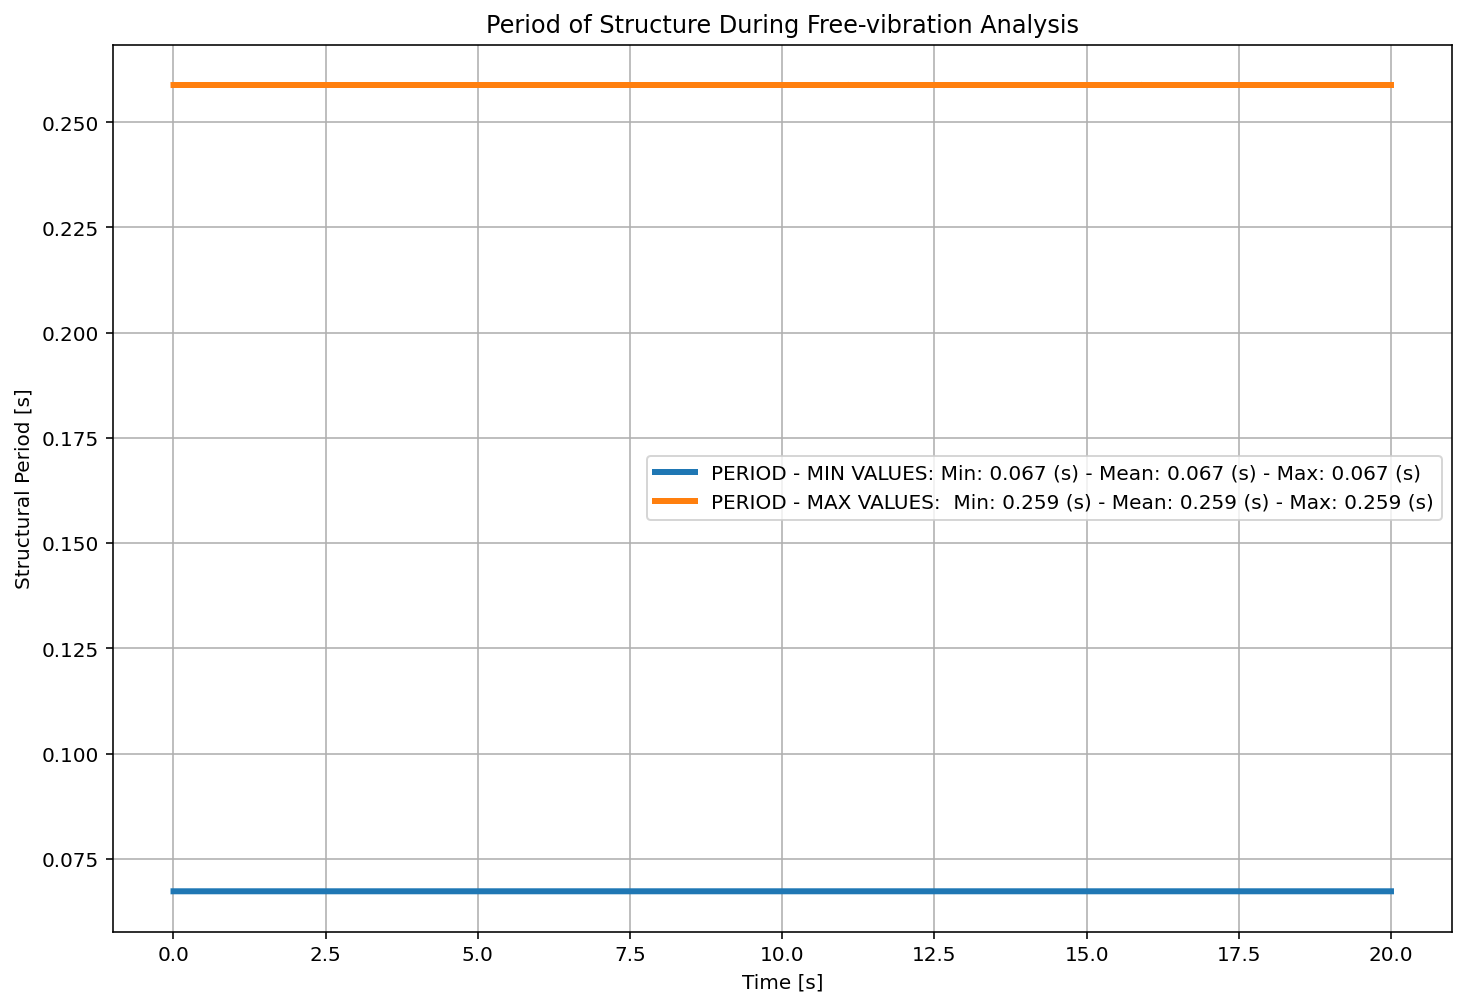 Period of Structure During Free-vibration Analysis
0.250
0.225
0.200
0.175
0.150
0.125
0.100
0.075
Structural Period [s]
PERIOD - MIN VALUES: Min: 0.067 (s) - Mean: 0.067 (s) - Max: 0.067 (s)
PERIOD - MAX VALUES:  Min: 0.259 (s) - Mean: 0.259 (s) - Max: 0.259 (s)
0.0 2.5 5.0 7.5 10.0 12.5 15.0 17.5 20.0
Time [s]